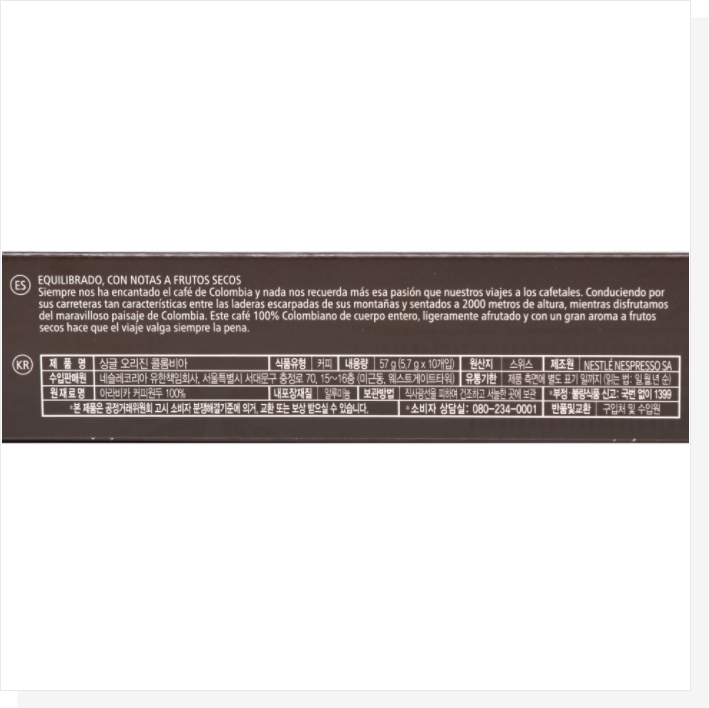 ES
EQUILIBRADO, CON NOTAS A FRUTOS SECOS
Siempre nos ha encantado el café de Colombia y nada nos recuerda más esa pasión que nuestros viajes a los cafetales. Conduciendo por
sus carreteras tan características entre las laderas escarpadas de sus montañas y sentados a 2000 metros de altura, mientras disfrutamos
del maravilloso paisaje de Colombia. Este café 100% Colombiano de cuerpo entero, ligeramente afrutado y con un gran aroma a frutos
secos hace que el viaje valga siempre la pena.
KR
제 품 명 싱글 오리진 콜롬비아 식품유형 커피 내용량 57 g (5,7 g x 10개입) 원산지 스위스 제조원 NESTLÉ NESPRESSO SA
수입판매원 네슬레코리아 유한책임회사, 서울특별시 서대문구 충정로 70, 15~16층 (미근동, 웨스트게이트타워) 유통기한 제품 측면에 별도 표기 일까지 (읽는 법: 일.월.년 순)
원 재 료 명 아라비카 커피원두 100% 내포장재질 알루미늄 보관방법 직사광선을 피하여 건조하고 서늘한 곳에 보관 *부정·불량식품 신고: 국번 없이 1399
*본 제품은 공정거래위원회 고시 소비자 분쟁해결기준에 의거, 교환 또는 보상 받으실 수 있습니다. *소비자 상담실: 080-234-0001 반품및교환 구입처 및 수입원